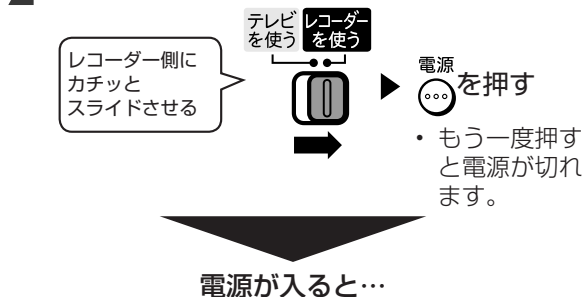 テレビ
を使う
レコーダー
を使う
レコーダー側に
カチッと
スライドさせる
電源
を押す
• もう一度押す
と電源が切れ
ます。
電源が入ると…